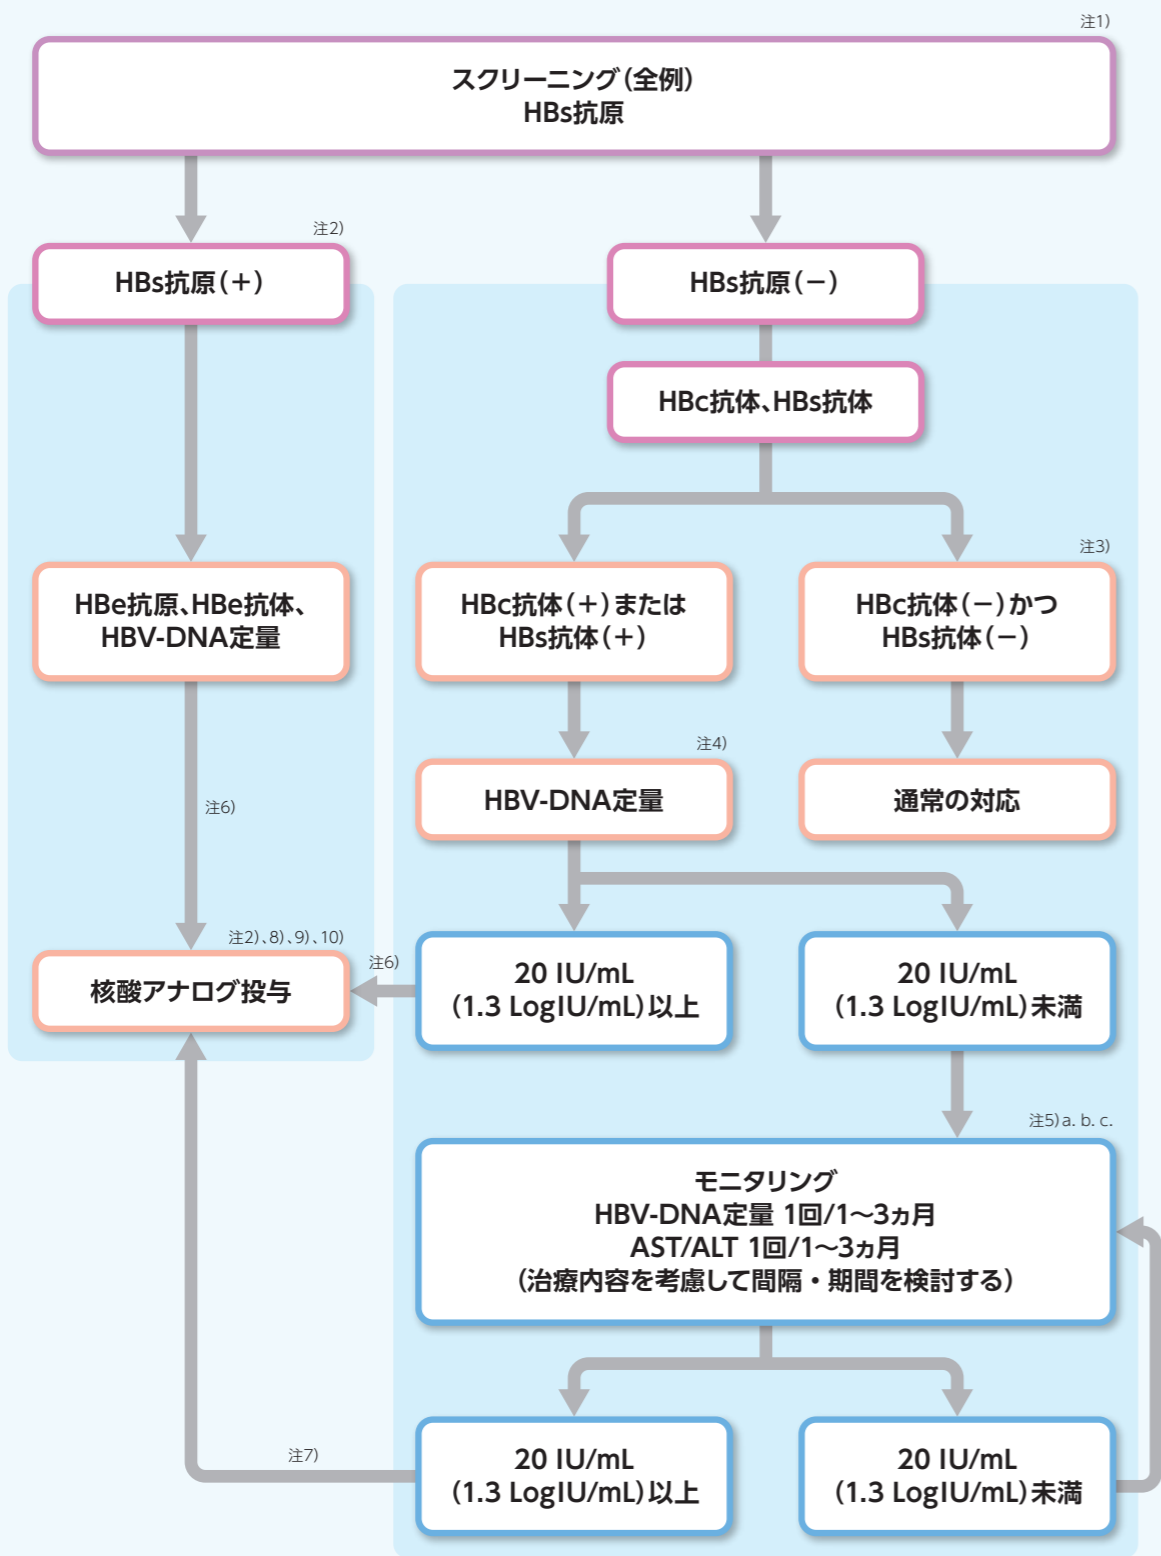 注1)
スクリーニング（全例）
HBs抗原
注2)
HBs抗原（＋）
HBs抗原（－）
HBc抗体、HBs抗体
注3)
HBe抗原、HBe抗体、
HBV-DNA定量
HBc抗体（＋）または
HBs抗体（＋）
HBc抗体（－）かつ
HBs抗体（－）
注4)
HBV-DNA定量
通常の対応
注6)
注2)、8)、9)、10)
核酸アナログ投与
注6)
20 IU/mL
（1.3 LogIU/mL）以上
20 IU/mL
（1.3 LogIU/mL）未満
注5)a. b. c.
モニタリング
HBV-DNA定量 1回/1～3ヵ月
AST/ALT 1回/1～3ヵ月
（治療内容を考慮して間隔・期間を検討する）
注7)
20 IU/mL
（1.3 LogIU/mL）以上
20 IU/mL
（1.3 LogIU/mL）未満